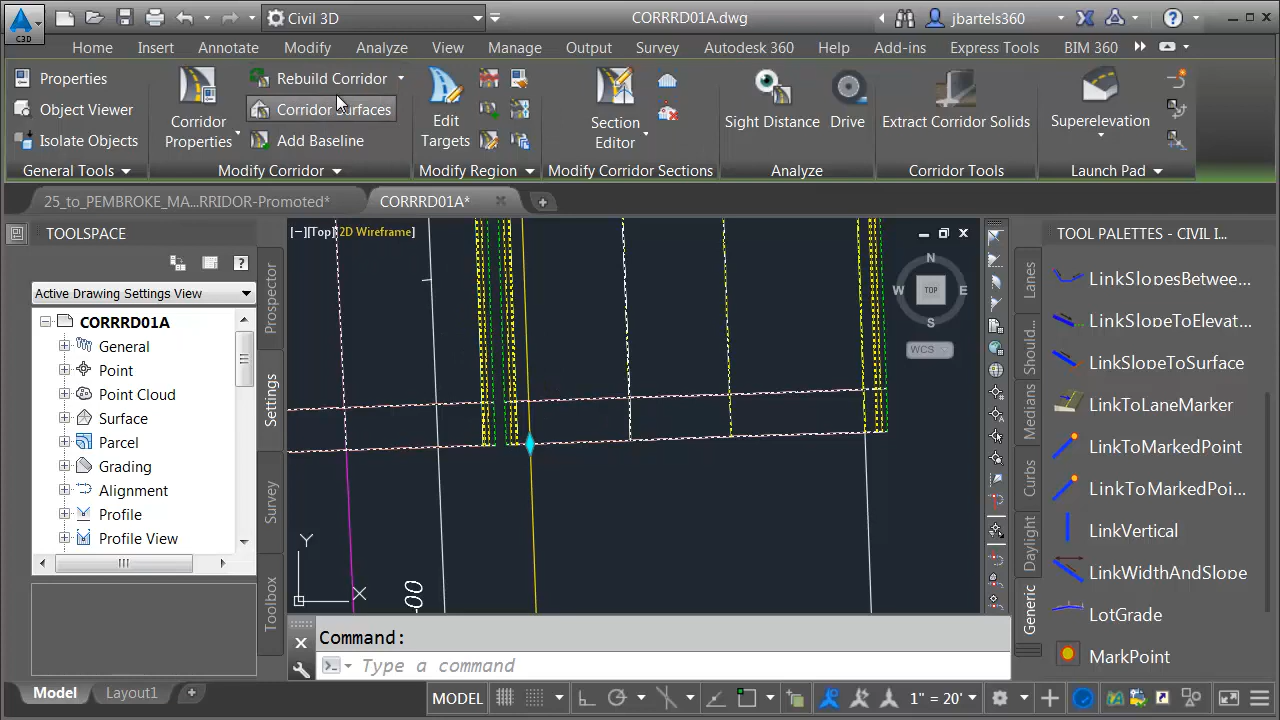 Civil 3D
CORRRD01A.dwg
jbartels360
C3D
Home Insert Annotate Modify Analyze View Manage Output Survey Autodesk 360 Help Add-ins Express Tools BIM 360
Properties
Object Viewer
Isolate Objects
General Tools
Corridor Properties
Rebuild Corridor
Corridor Surfaces
Add Baseline
Modify Corridor
Edit Targets
Modify Region
Section Editor
Modify Corridor Sections
Sight Distance
Drive
Analyze
Extract Corridor Solids
Corridor Tools
Superelevation
Launch Pad
25_to_PEMBROKE_MA...RRIDOR-Promoted*
CORRRD01A*
TOOLSPACE
Active Drawing Settings View
CORRRD01A
General
Point
Point Cloud
Surface
Parcel
Grading
Alignment
Profile
Profile View
Prospector
Settings
Survey
Toolbox
[−][Top][2D Wireframe]
N
W TOP E
S
WCS
Y
X
00
Command:
Type a command
TOOL PALETTES - CIVIL I...
LinkSlopesBetwee...
LinkSlopeToElevat...
LinkSlopeToSurface
LinkToLaneMarker
LinkToMarkedPoint
LinkToMarkedPoi...
LinkVertical
LinkWidthAndSlope
LotGrade
MarkPoint
Lanes
Should...
Medians
Curbs
Daylight
Generic
Model
Layout1
MODEL
1" = 20'